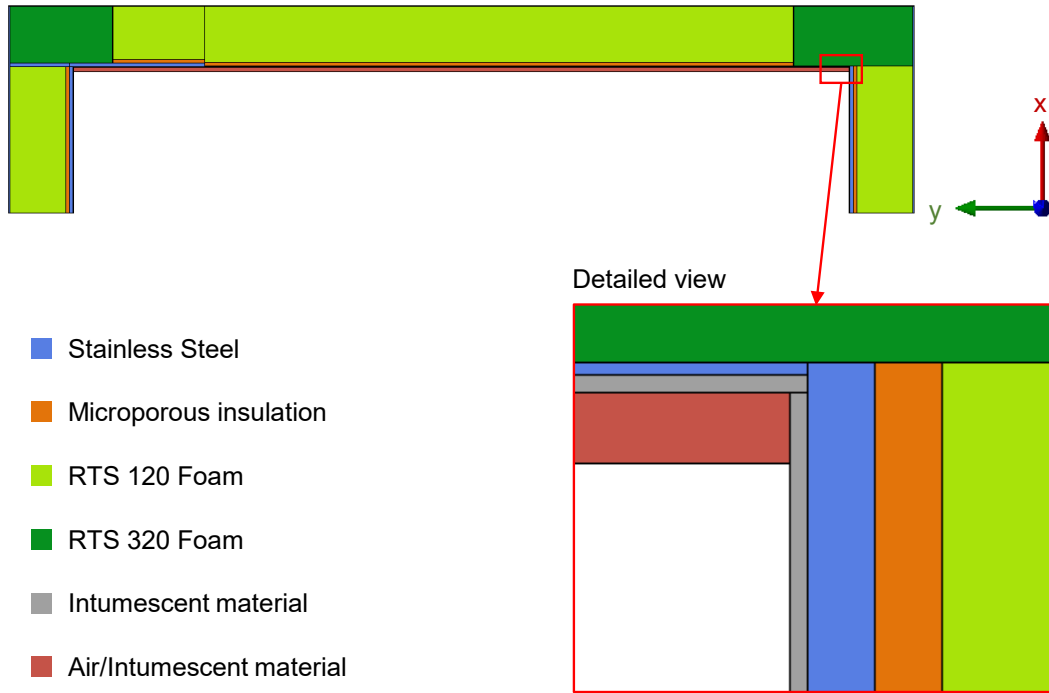 x
y
Detailed view
Stainless Steel
Microporous insulation
RTS 120 Foam
RTS 320 Foam
Intumescent material
Air/Intumescent material